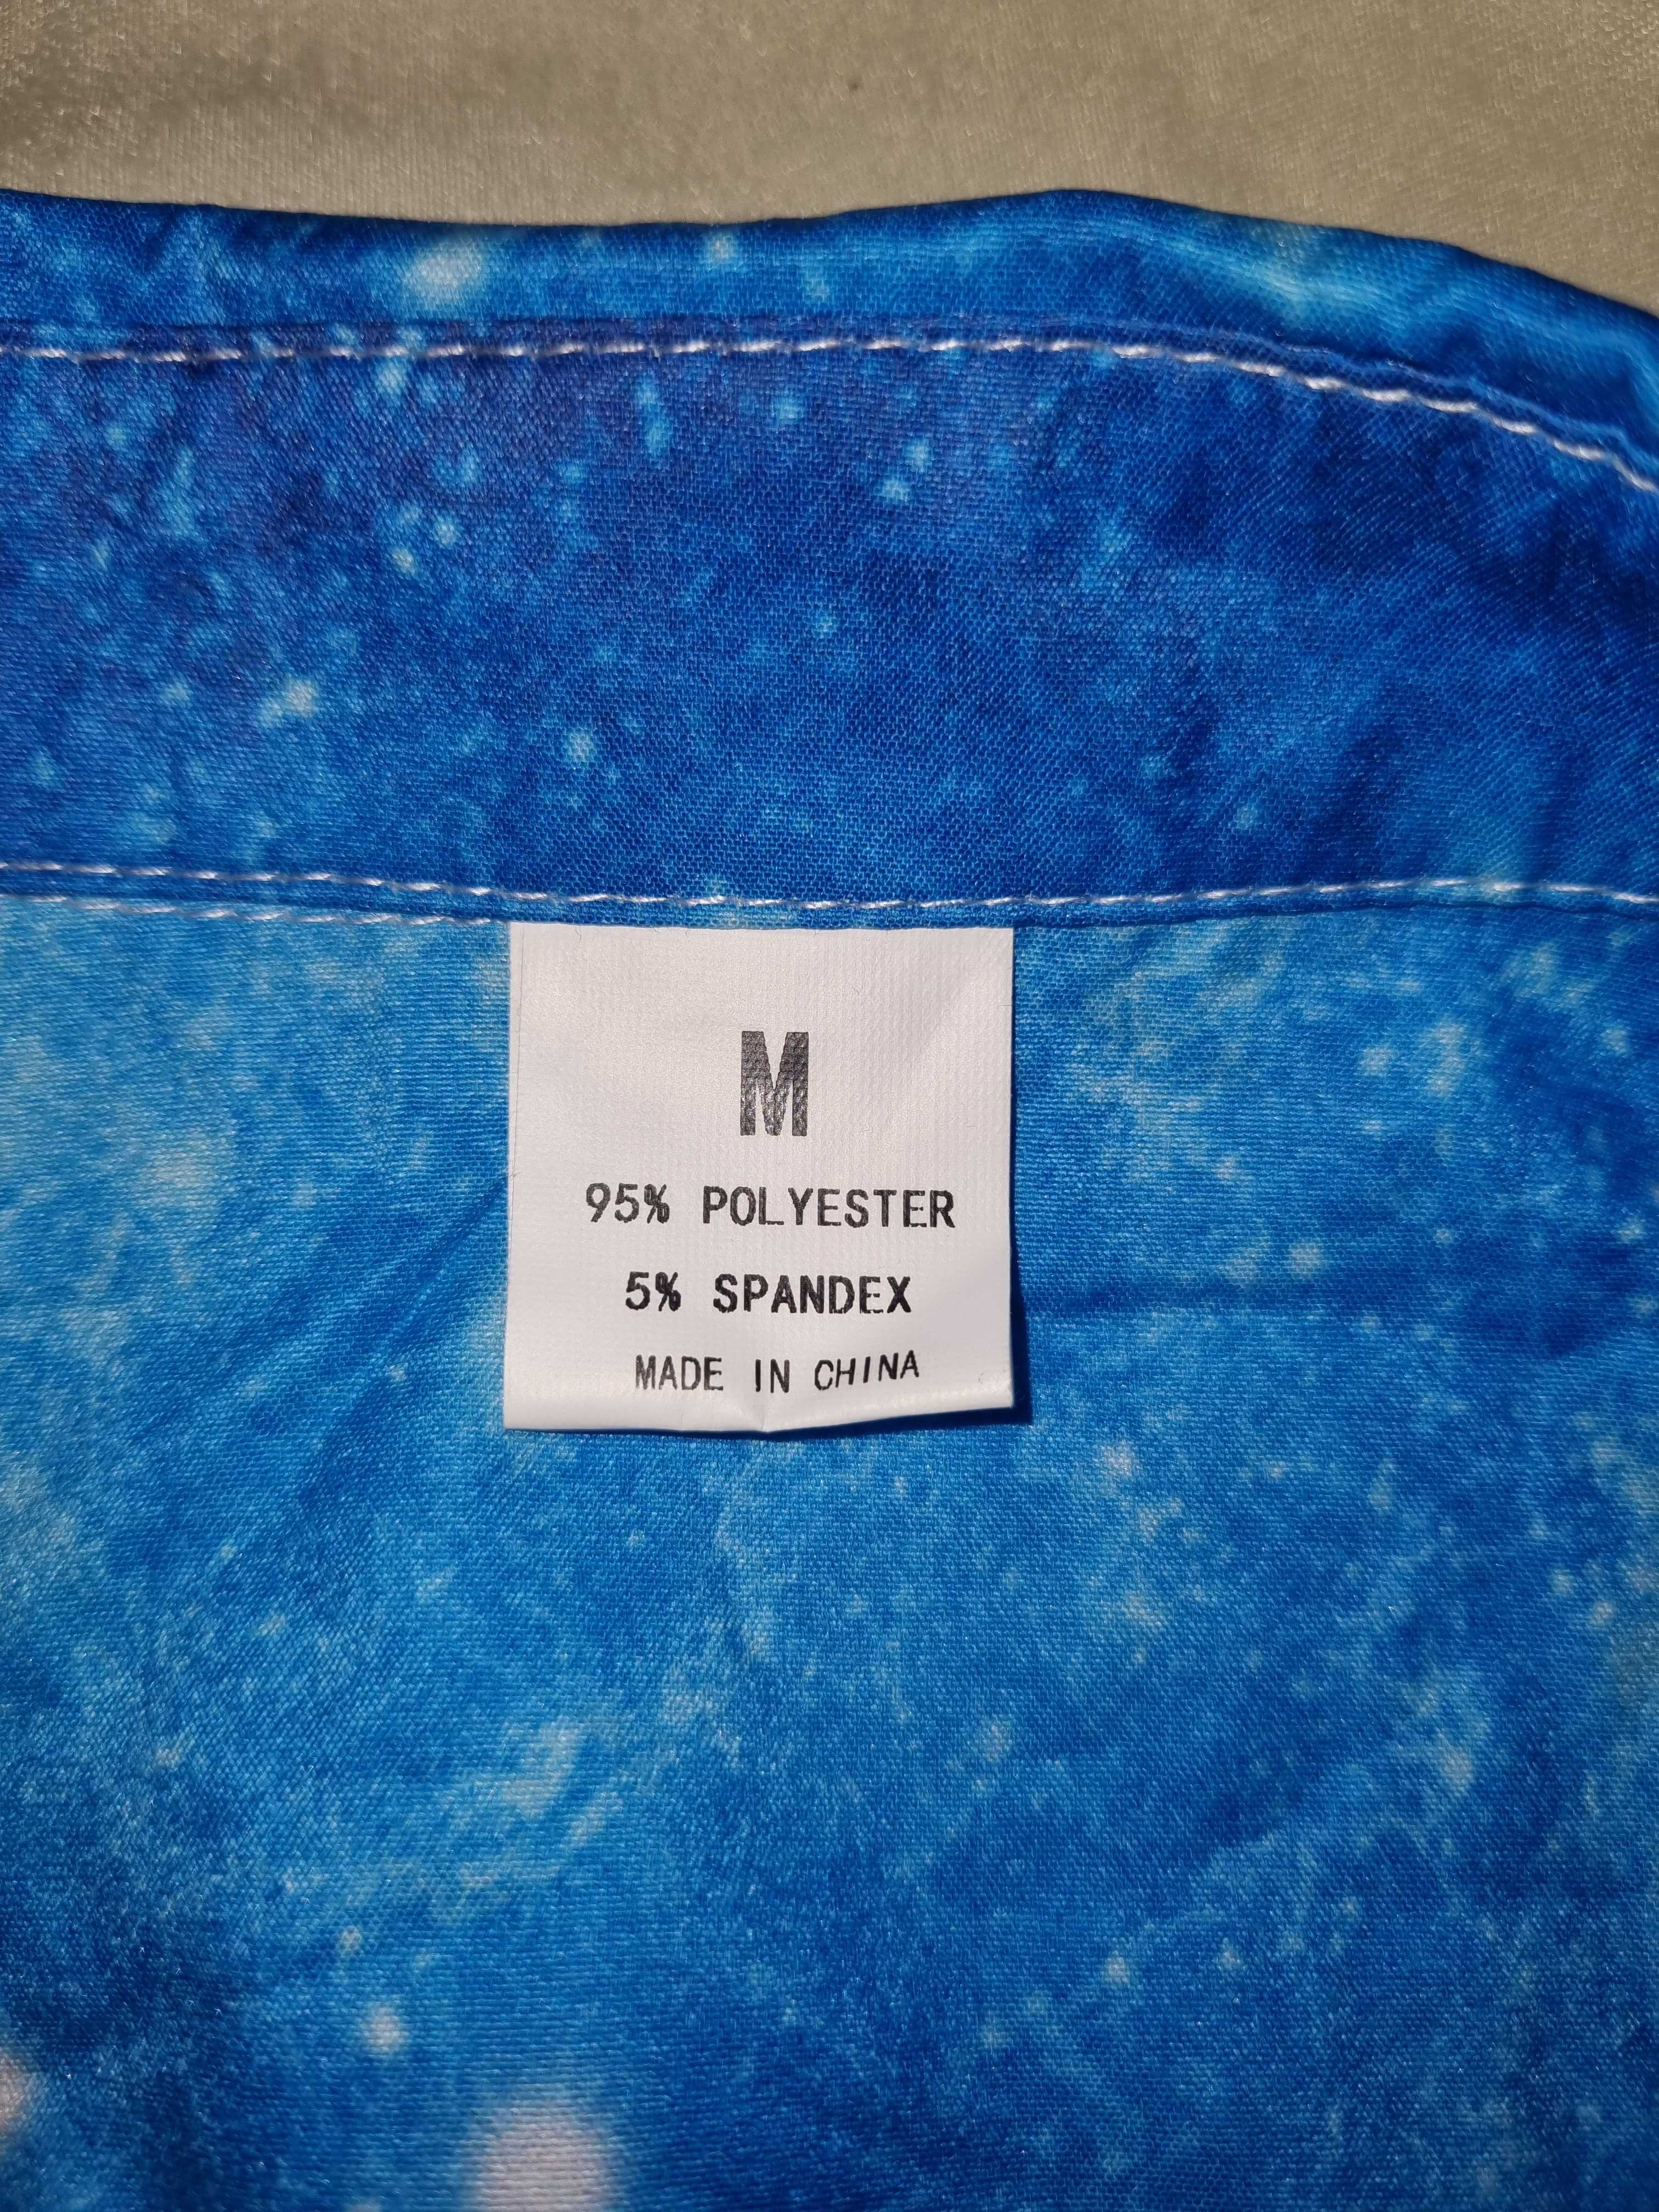 M
95% POLYESTER
5% SPANDEX
MADE IN CHINA